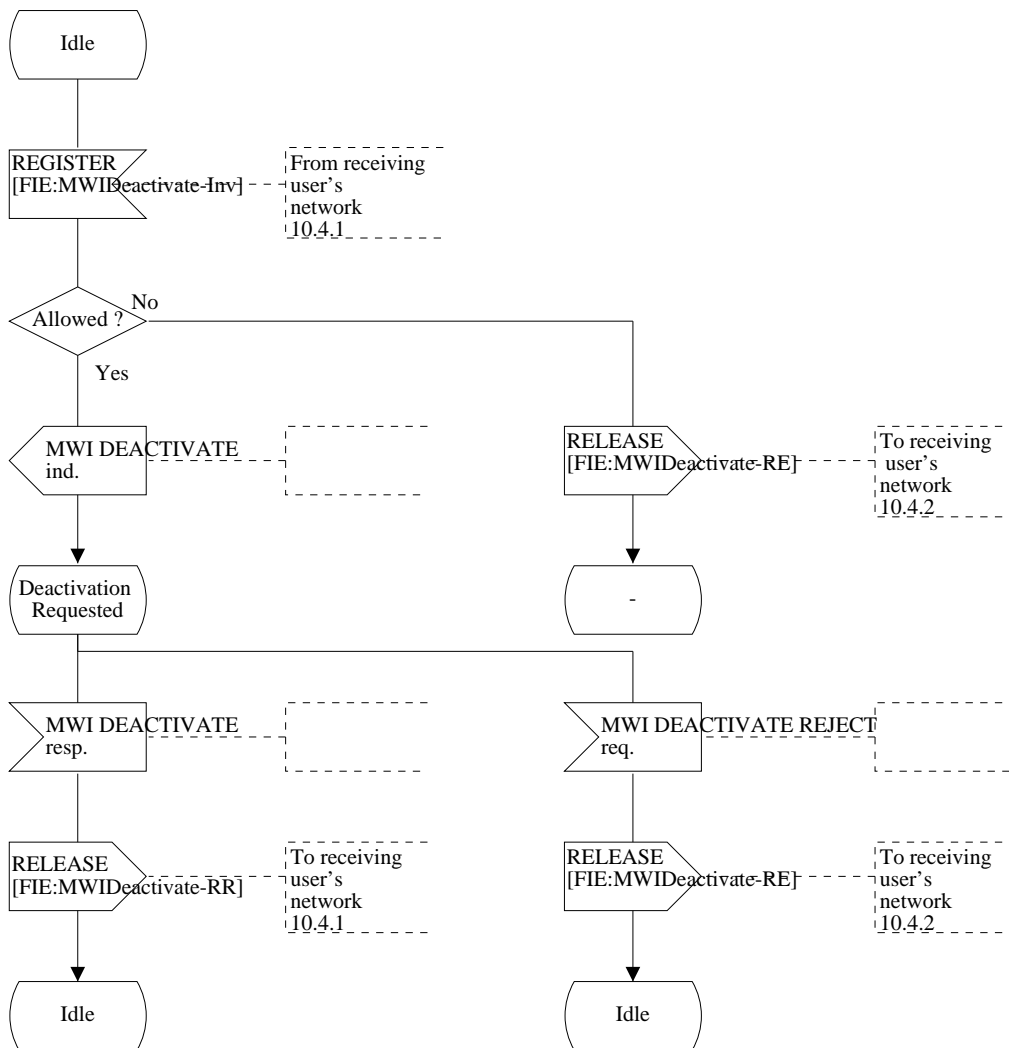 Idle
REGISTER
[FIE:MWIDeactivate-Inv]
From receiving
user's
network
10.4.1
Allowed ?
No
Yes
MWI DEACTIVATE
ind.
RELEASE
[FIE:MWIDeactivate-RE]
To receiving
user's
network
10.4.2
Deactivation
Requested
-
MWI DEACTIVATE
resp.
MWI DEACTIVATE REJECT
req.
RELEASE
[FIE:MWIDeactivate-RR]
To receiving
user's
network
10.4.1
RELEASE
[FIE:MWIDeactivate-RE]
To receiving
user's
network
10.4.2
Idle
Idle